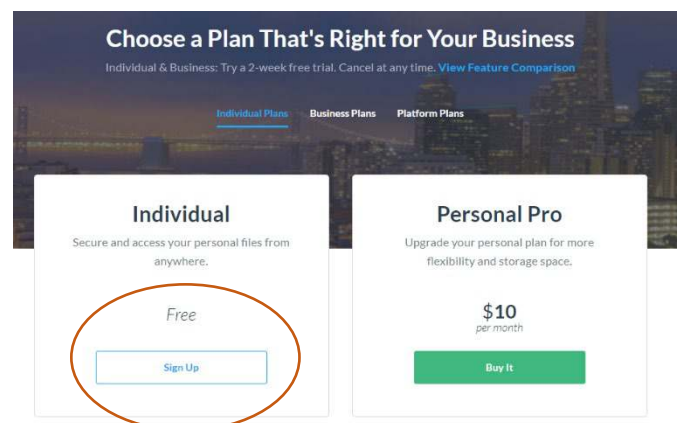 Choose a Plan That's Right for Your Business
Individual & Business: Try a 2-week free trial. Cancel at any time. View Feature Comparison
Individual Plans Business Plans Platform Plans
Individual
Secure and access your personal files from
anywhere.
Free
Sign Up
Personal Pro
Upgrade your personal plan for more
flexibility and storage space.
$10
per month
Buy It